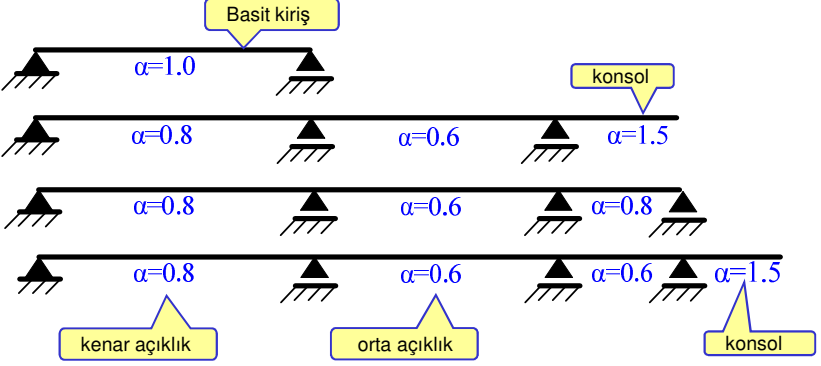 Basit kiriş
α=1.0
konsol
α=0.8
α=0.6
α=1.5
α=0.8
α=0.6
α=0.8
α=0.8
α=0.6
α=0.6
α=1.5
kenar açıklık
orta açıklık
konsol